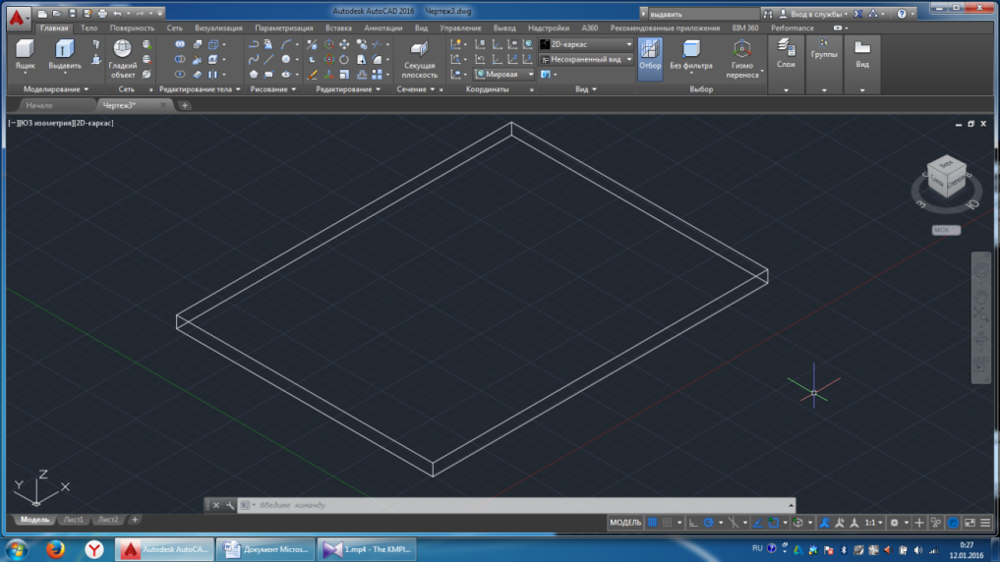 Autodesk AutoCAD 2016 Чертеж3.dwg
выдавить
Вход в службы
Главная Тело Поверхность Сеть Визуализация Параметризация Вставка Аннотации Вид Управление Вывод Надстройки A360 Рекомендованные приложения BIM 360 Performance
Ящик
Выдавить
Гладкий объект
Секущая плоскость
Мировая
2D-каркас
Несохраненный вид
Отбор
Без фильтра
Гизмо переноса
Слои
Группы
Вид
Моделирование Сеть Редактирование тела Рисование Редактирование Сечение Координаты Вид Выбор
Начало Чертеж3*
[−][ЮЗ изометрия][2D-каркас]
З
Ю
МСК
Z
Y X
Введите команду
Модель Лист1 Лист2
МОДЕЛЬ
1:1
Autodesk AutoCA...
Документ Micros...
1.mp4 - The KMPl...
RU
0:27
12.01.2016